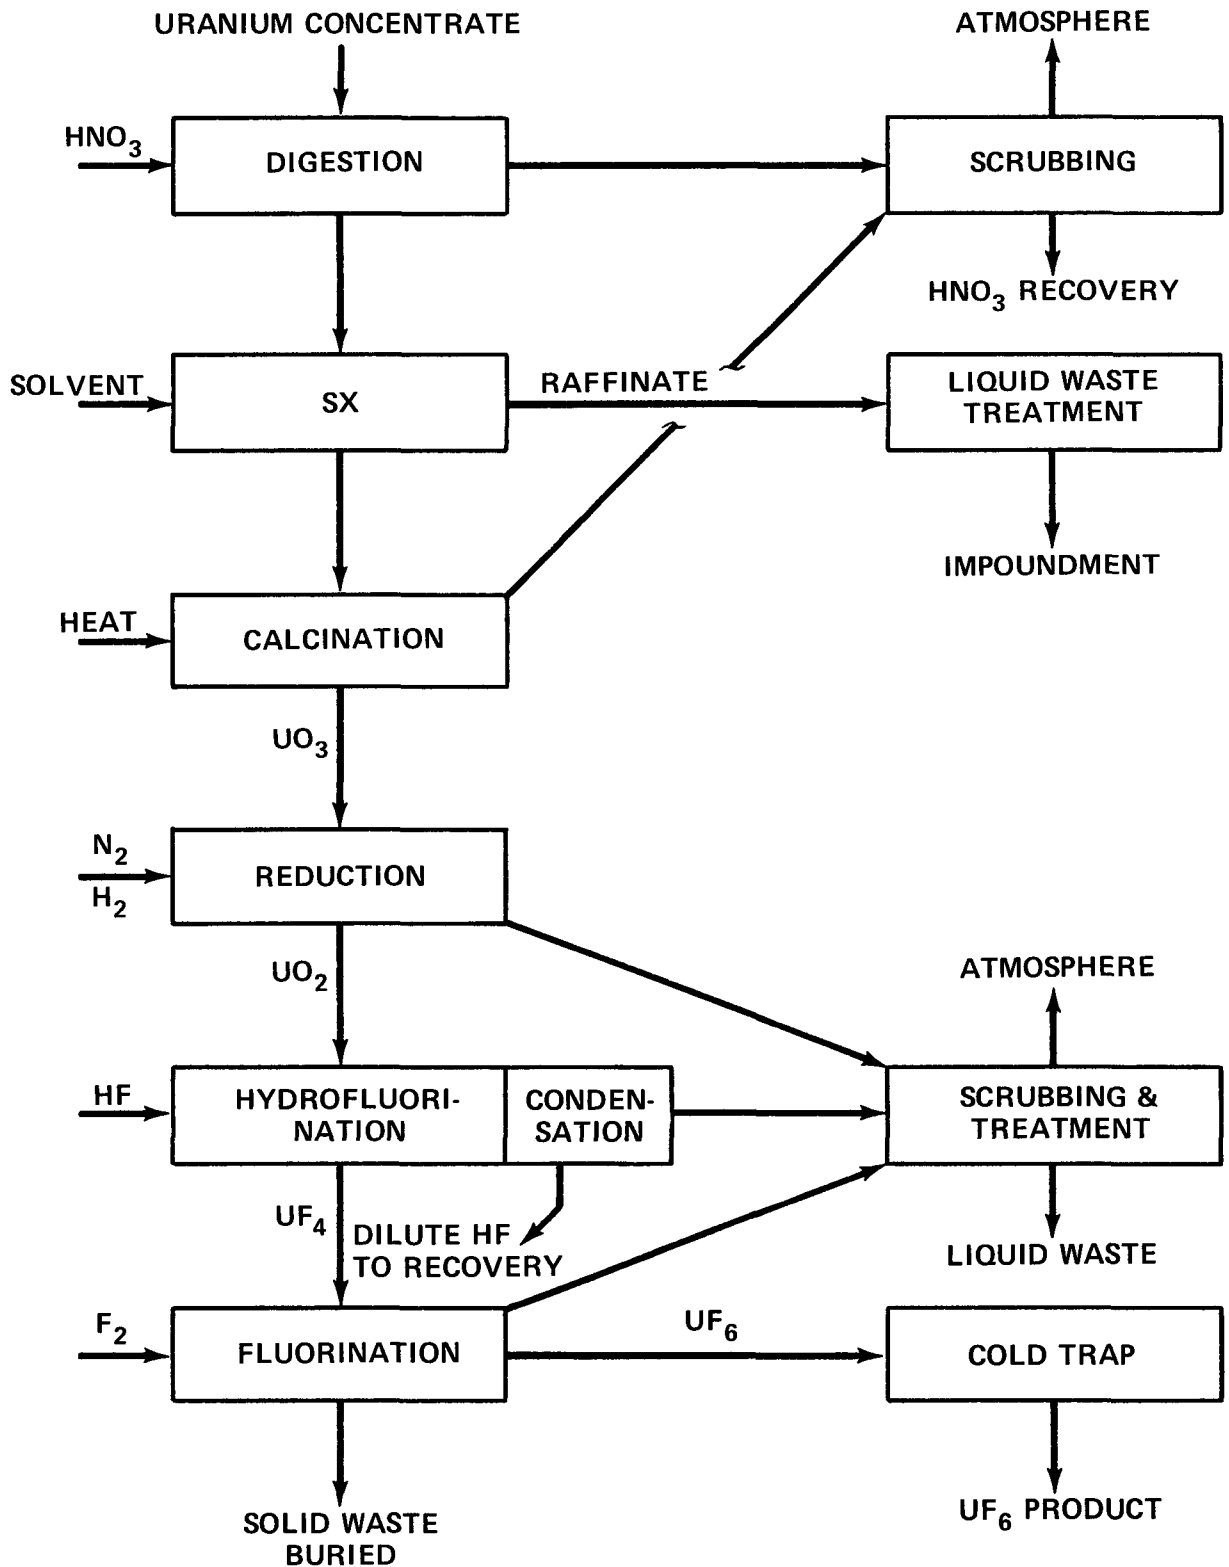 URANIUM CONCENTRATE
ATMOSPHERE
HNO₃
DIGESTION
SCRUBBING
HNO₃ RECOVERY
SOLVENT
SX
RAFFINATE
LIQUID WASTE
TREATMENT
IMPOUNDMENT
HEAT
CALCINATION
UO₃
N₂
H₂
REDUCTION
UO₂
ATMOSPHERE
HF
HYDROFLUORI-
NATION
CONDEN-
SATION
SCRUBBING &
TREATMENT
UF₄
DILUTE HF
TO RECOVERY
LIQUID WASTE
F₂
FLUORINATION
UF₆
COLD TRAP
SOLID WASTE
BURIED
UF₆ PRODUCT